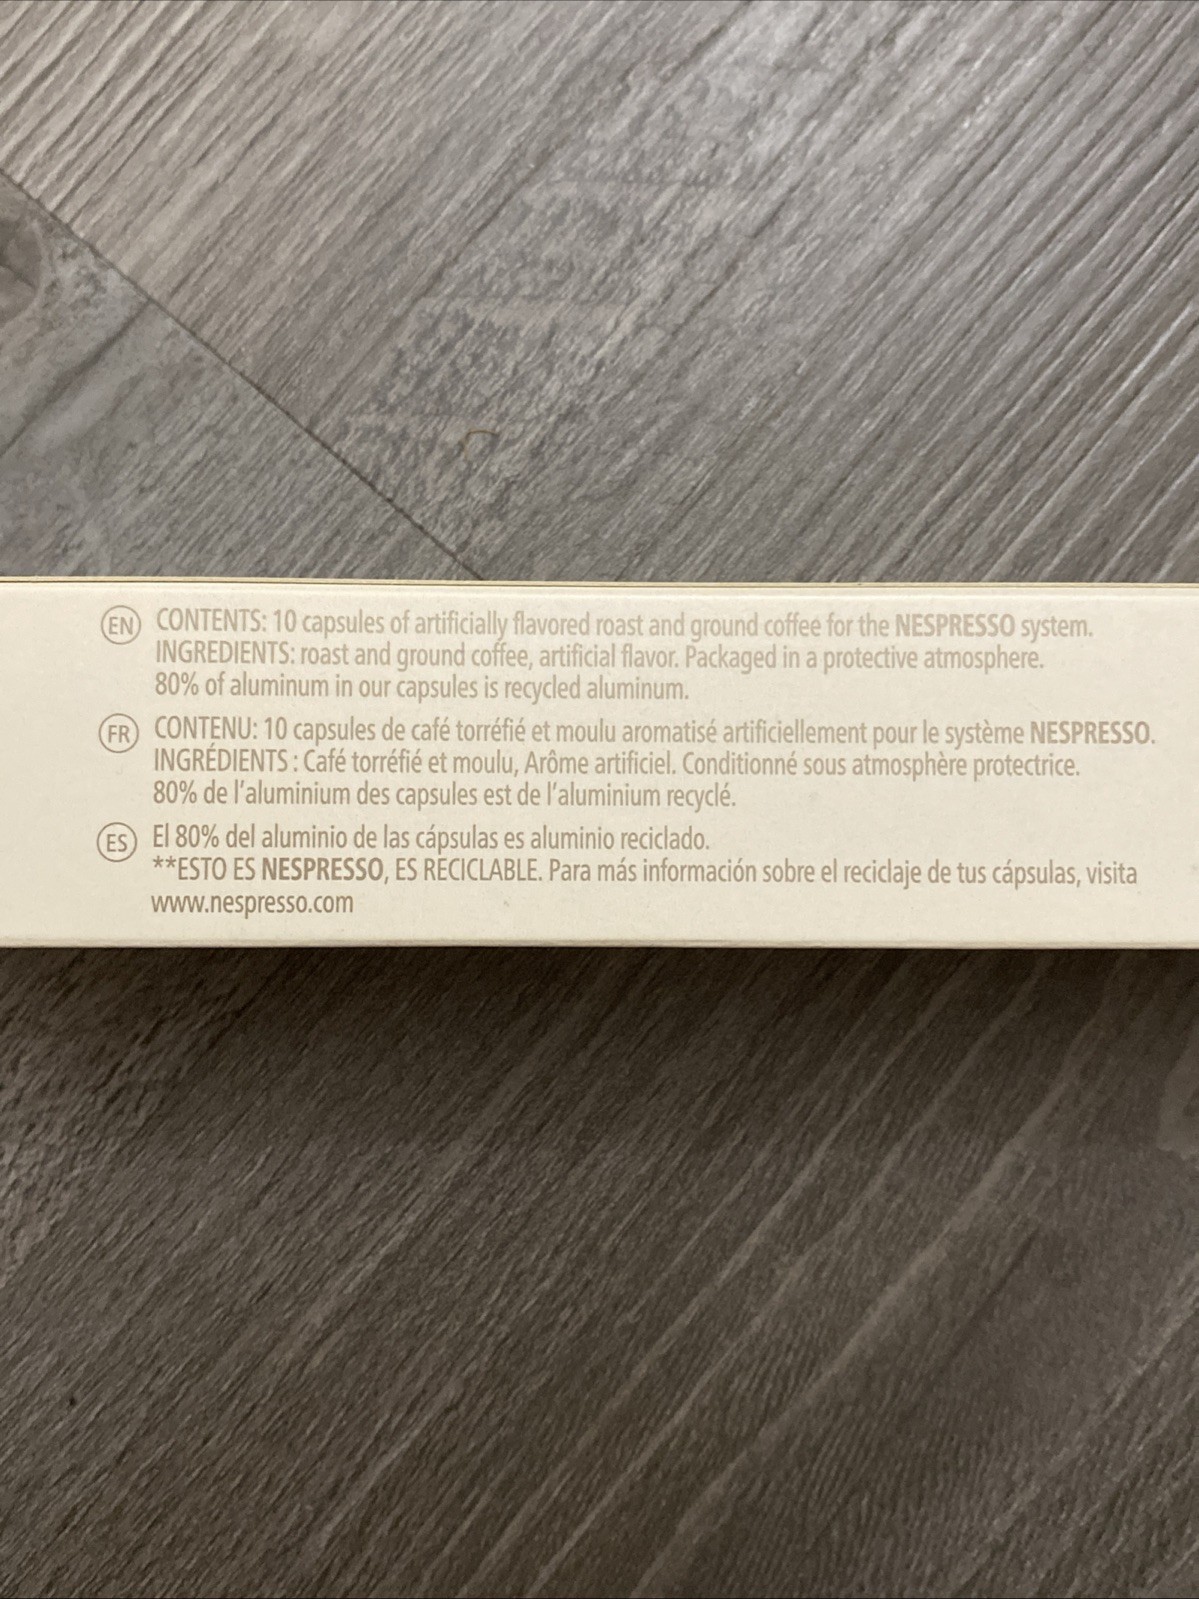 EN CONTENTS: 10 capsules of artificially flavored roast and ground coffee for the NESPRESSO system.
INGREDIENTS: roast and ground coffee, artificial flavor. Packaged in a protective atmosphere.
80% of aluminum in our capsules is recycled aluminum.
FR CONTENU: 10 capsules de café torréfié et moulu aromatisé artificiellement pour le système NESPRESSO.
INGRÉDIENTS : Café torréfié et moulu, Arôme artificiel. Conditionné sous atmosphère protectrice.
80% de l'aluminium des capsules est de l'aluminium recyclé.
ES El 80% del aluminio de las cápsulas es aluminio reciclado.
**ESTO ES NESPRESSO, ES RECICLABLE. Para más información sobre el reciclaje de tus cápsulas, visita
www.nespresso.com